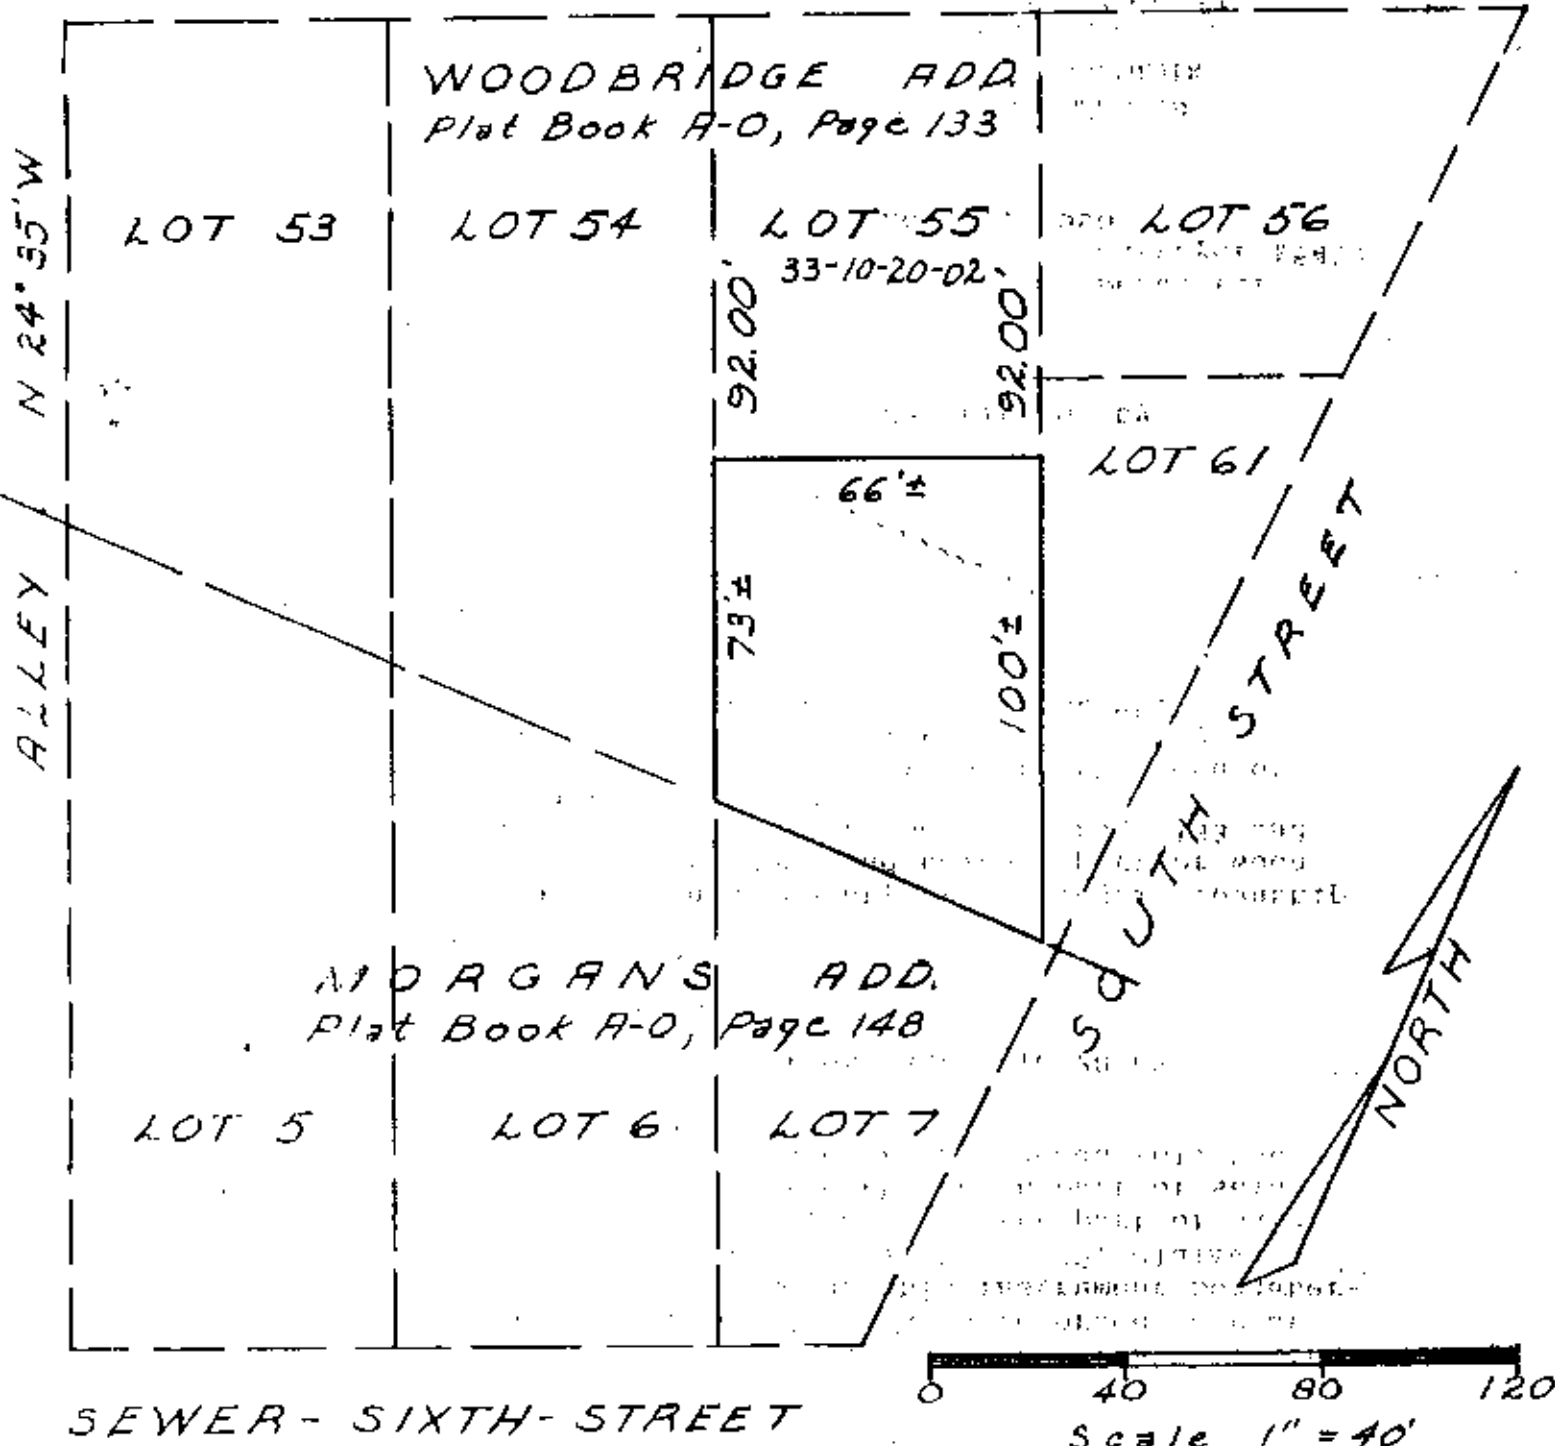 WOODBRIDGE ADD.
Plat Book A-O, Page 133
N 24° 35' W
LOT 53
LOT 54
LOT 55
33-10-20-02
LOT 56
92.00'
92.00'
LOT 61
66'±
73'±
100'±
ALLEY
SOUTH STREET
MORGANS ADD.
Plat Book A-O, Page 148
NORTH
LOT 5
LOT 6
LOT 7
0 40 80 120
Scale 1" = 40'
SEWER - SIXTH - STREET